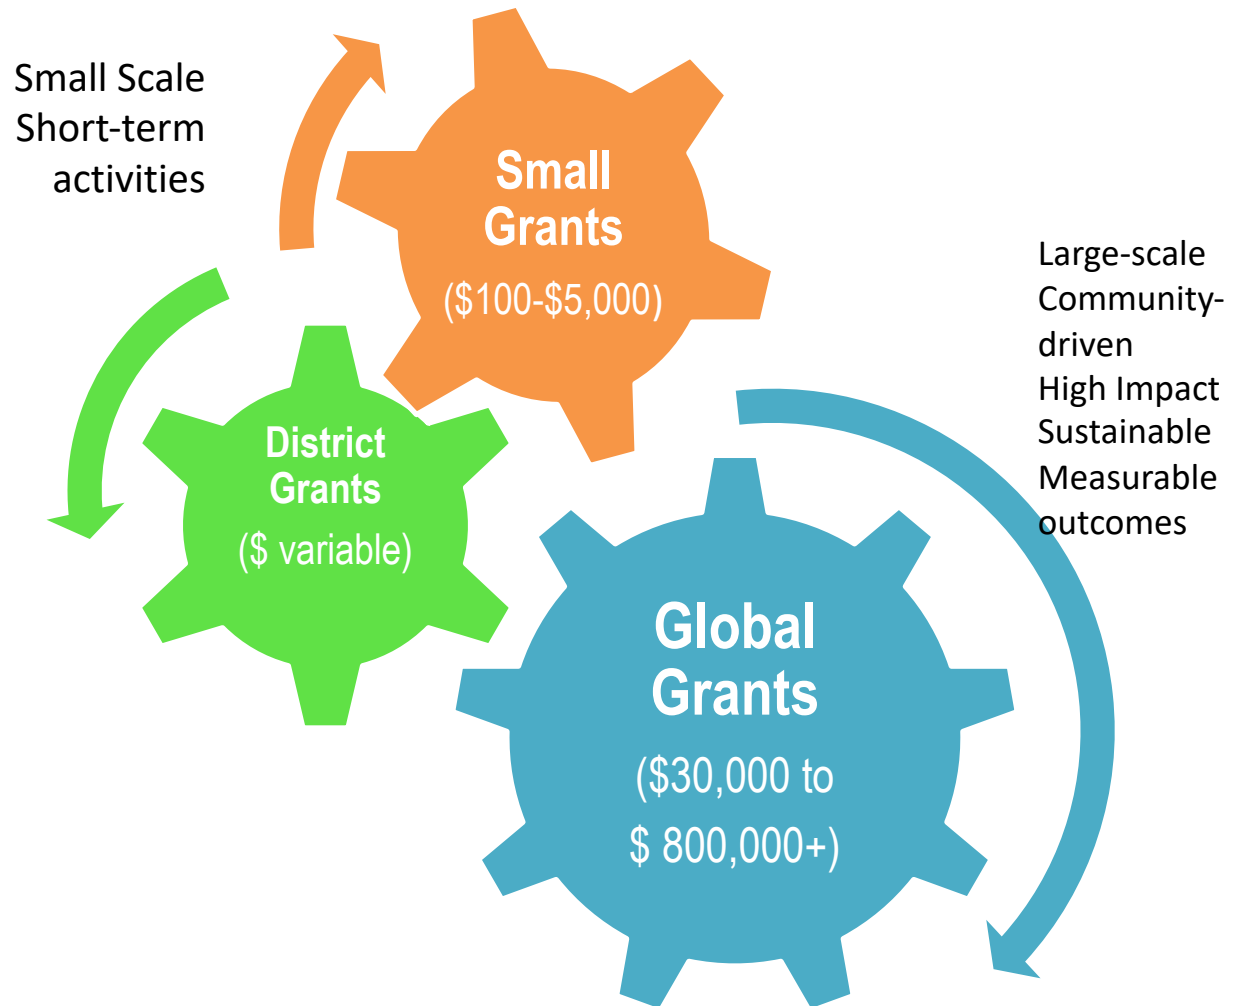 Small Scale
Short-term
activities
Small
Grants
($100-$5,000)
Large-scale
Community-
driven
High Impact
Sustainable
Measurable
outcomes
District
Grants
($ variable)
Global
Grants
($30,000 to
$ 800,000+)